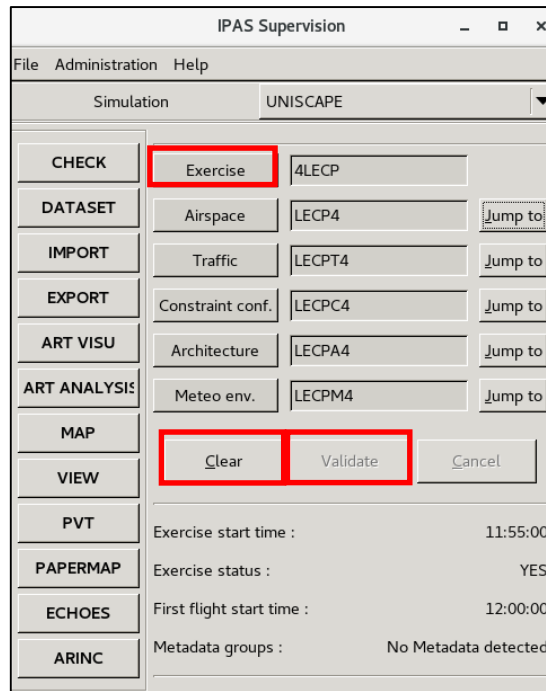 IPAS Supervision
File Administration Help
Simulation UNISCAPE
CHECK
DATASET
IMPORT
EXPORT
ART VISU
ART ANALYSIS
MAP
VIEW
PVT
PAPERMAP
ECHOES
ARINC
Exercise 4LECP
Airspace LECP4 Jump to
Traffic LECPT4 Jump to
Constraint conf. LECPC4 Jump to
Architecture LECPA4 Jump to
Meteo env. LECPM4 Jump to
Clear Validate Cancel
Exercise start time : 11:55:00
Exercise status : YES
First flight start time : 12:00:00
Metadata groups : No Metadata detected